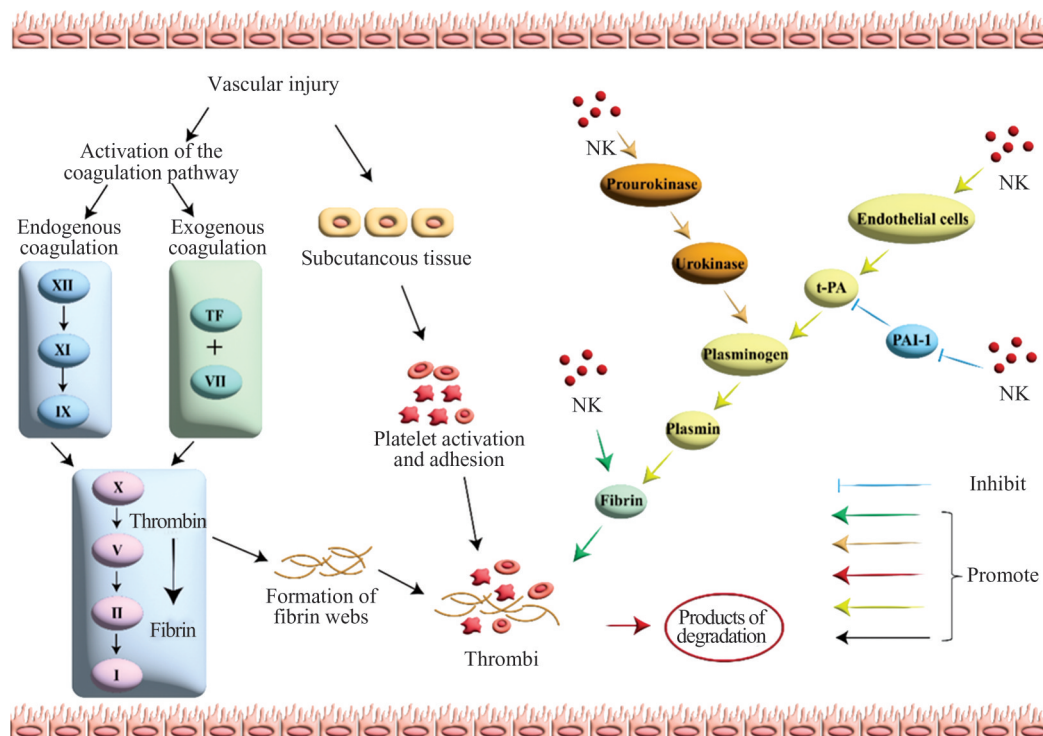 Vascular injury
Activation of the
coagulation pathway
Endogenous
coagulation
Exogenous
coagulation
XII
XI
IX
TF
+
VII
X
Thrombin
V
II
Fibrin
I
Subcutancous tissue
Platelet activation
and adhesion
Formation of
fibrin webs
Thrombi
NK
Prourokinase
Urokinase
NK
Endothelial cells
t-PA
PAI-1
NK
Plasminogen
Plasmin
NK
Fibrin
Products of
degradation
Inhibit
Promote